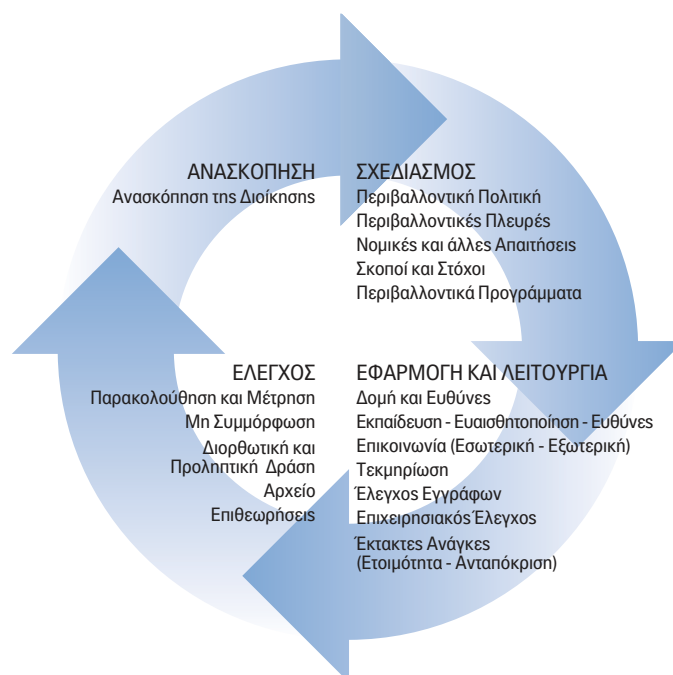 ΑΝΑΣΚΟΠΗΣΗ
Ανασκόπηση της Διοίκησης
ΣΧΕΔΙΑΣΜΟΣ
Περιβαλλοντική Πολιτική
Περιβαλλοντικές Πλευρές
Νομικές και άλλες Απαιτήσεις
Σκοποί και Στόχοι
Περιβαλλοντικά Προγράμματα
ΕΛΕΓΧΟΣ
Παρακολούθηση και Μέτρηση
Μη Συμμόρφωση
Διορθωτική και
Προληπτική Δράση
Αρχείο
Επιθεωρήσεις
ΕΦΑΡΜΟΓΗ ΚΑΙ ΛΕΙΤΟΥΡΓΙΑ
Δομή και Ευθύνες
Εκπαίδευση - Ευαισθητοποίηση - Ευθύνες
Επικοινωνία (Εσωτερική - Εξωτερική)
Τεκμηρίωση
Έλεγχος Εγγράφων
Επιχειρησιακός Έλεγχος
Έκτακτες Ανάγκες
(Ετοιμότητα - Ανταπόκριση)